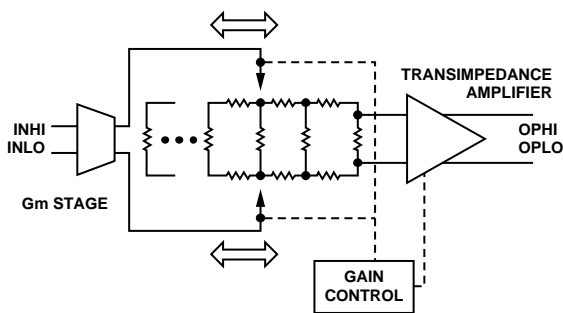 TRANSIMPEDANCE
AMPLIFIER
INHI
INLO
OPHI
OPLO
Gm STAGE
GAIN
CONTROL